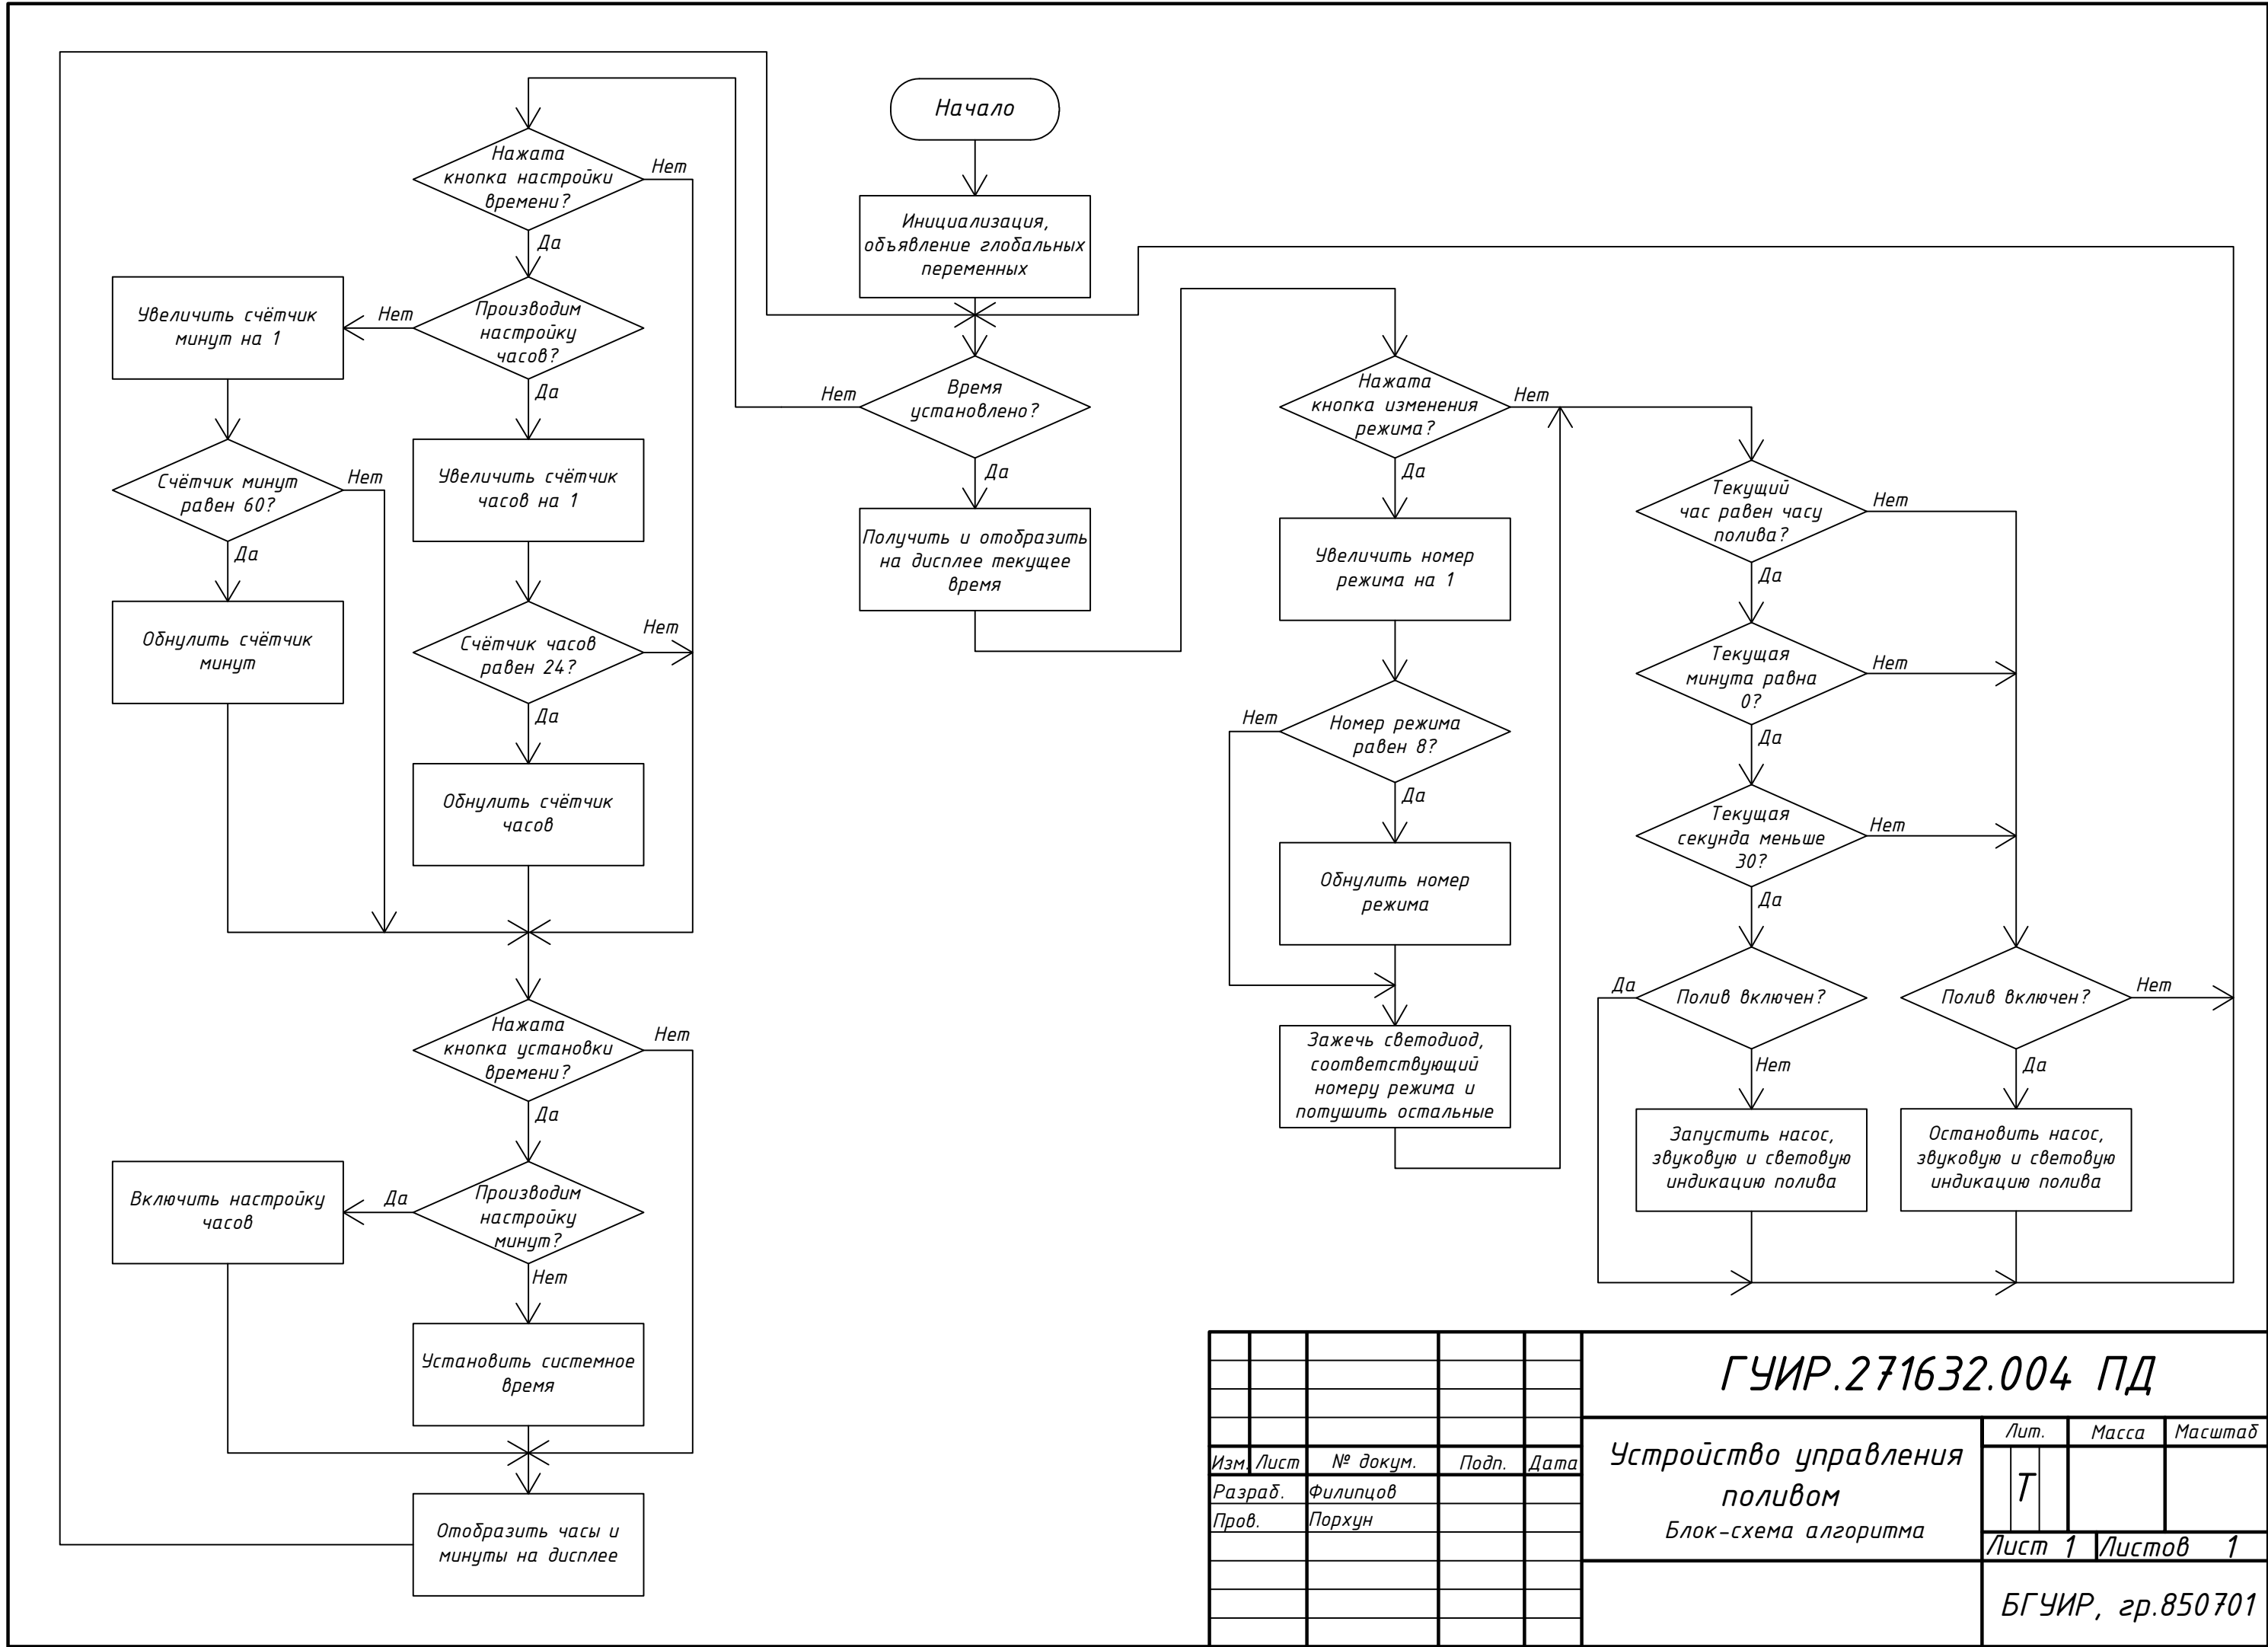 Начало
Инициализация,
объявление глобальных
переменных
Время
установлено?
Нет
Да
Получить и отобразить
на дисплее текущее
время
Нажата
кнопка настройки
времени?
Нет
Да
Производим
настройку
часов?
Нет
Да
Увеличить счётчик
минут на 1
Счётчик минут
равен 60?
Нет
Да
Обнулить счётчик
минут
Увеличить счётчик
часов на 1
Счётчик часов
равен 24?
Нет
Да
Обнулить счётчик
часов
Нажата
кнопка установки
времени?
Нет
Да
Производим
настройку
минут?
Да
Нет
Включить настройку
часов
Установить системное
время
Отобразить часы и
минуты на дисплее
Нажата
кнопка изменения
режима?
Нет
Да
Увеличить номер
режима на 1
Номер режима
равен 8?
Нет
Да
Обнулить номер
режима
Зажечь светодиод,
соответствующий
номеру режима и
потушить остальные
Текущий
час равен часу
полива?
Нет
Да
Текущая
минута равна
0?
Нет
Да
Текущая
секунда меньше
30?
Нет
Да
Полив включен?
Да
Нет
Запустить насос,
звуковую и световую
индикацию полива
Полив включен?
Нет
Да
Остановить насос,
звуковую и световую
индикацию полива
ГУИР.271632.004 ПД
Устройство управления
поливом
Блок-схема алгоритма
Лит. Масса Масштаб
Т
Лист 1 Листов 1
БГУИР, гр.850701
Изм. Лист № докум. Подп. Дата
Разраб. Филипцов
Пров. Порхун